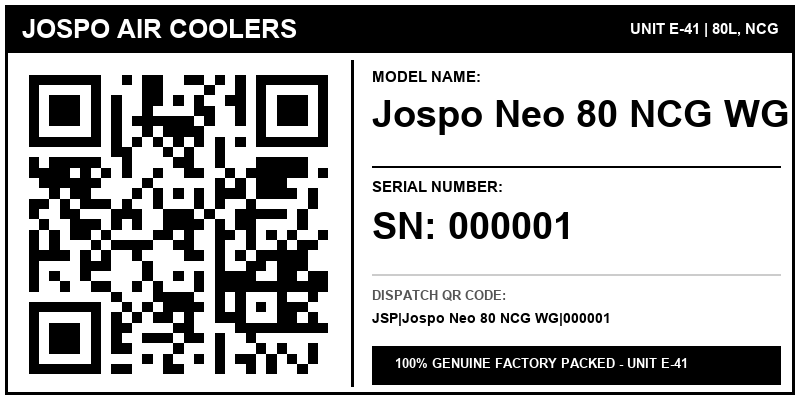 JOSPO AIR COOLERS
UNIT E-41 | 80L, NCG
MODEL NAME:
Jospo Neo 80 NCG WG
SERIAL NUMBER:
SN: 000001
DISPATCH QR CODE:
JSP|Jospo Neo 80 NCG WG|000001
100% GENUINE FACTORY PACKED - UNIT E-41